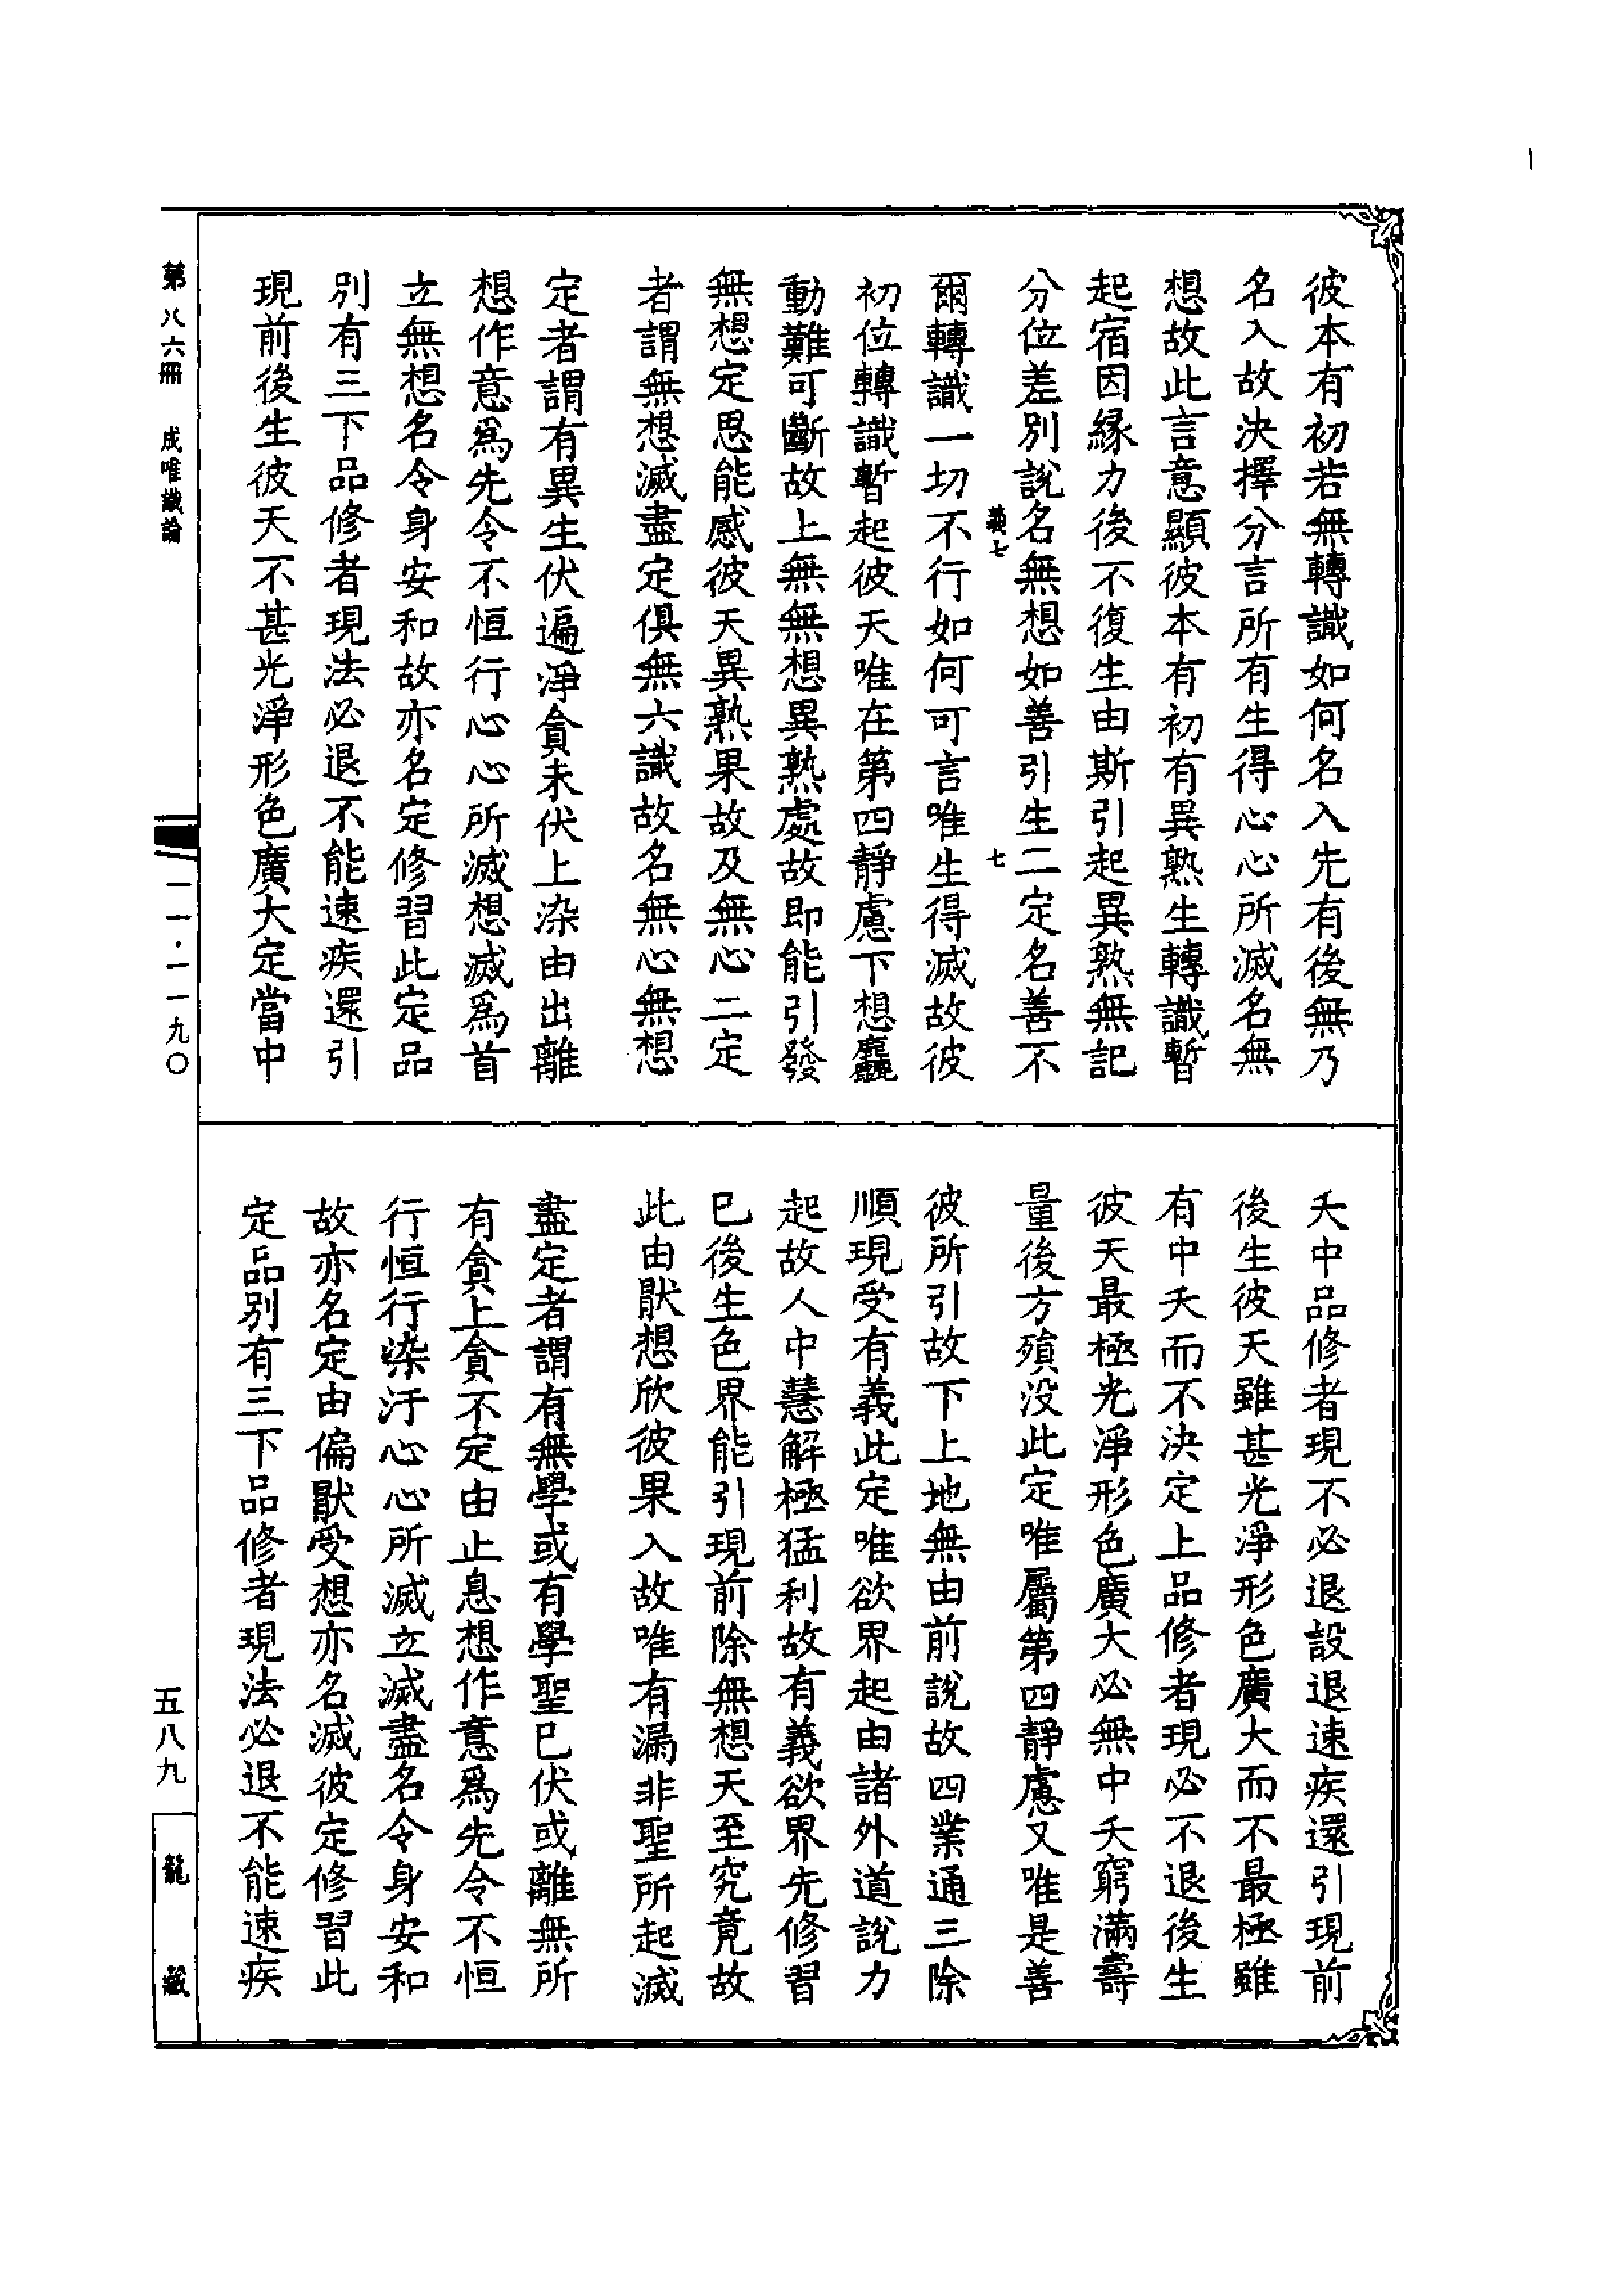 彼本有初若無轉識如何名入先有後無乃
名入故決擇分言所有生得心心所滅名無
想故此言意顯彼本有初有異熟生轉識暫
起宿因緣力後不復生由斯引起異熟無記
分位差別說名無想如善引生二定名善不
義七
七
爾轉識一切不行如何可言唯生得滅故彼
初位轉識暫起彼天唯在第四靜慮下想麤
動難可斷故上無無想異熟處故即能引發
無想定思能感彼天異熟果故及無心二定
者謂無想滅盡定俱無六識故名無心無想
定者謂有異生伏遍淨貪未伏上染由出離
想作意爲先令不恒行心心所滅想滅爲首
立無想名令身安和故亦名定修習此定品
別有三下品修者現法必退不能速疾還引
現前後生彼天不甚光淨形色廣大定當中
夭中品修者現不必退設退速疾還引現前
後生彼天雖甚光淨形色廣大而不最極雖
有中夭而不決定上品修者現必不退後生
彼天最極光淨形色廣大必無中夭窮滿壽
量後方殞没此定唯屬第四靜慮又唯是善
彼所引故下上地無由前說故四業通三除
順現受有義此定唯欲界起由諸外道說力
起故人中慧解極猛利故有義欲界先修習
巳後生色界能引現前除無想天至究竟故
此由猒想欣彼果入故唯有漏非聖所起滅
盡定者謂有無學或有學聖巳伏或離無所
有貪上貪不定由止息想作意爲先令不恒
行恒行染汙心心所滅立滅盡名令身安和
故亦名定由偏猒受想亦名滅彼定修習此
定品別有三下品修者現法必退不能速疾
第八六冊 成唯識論
一一·一一九〇
五八九
龍藏